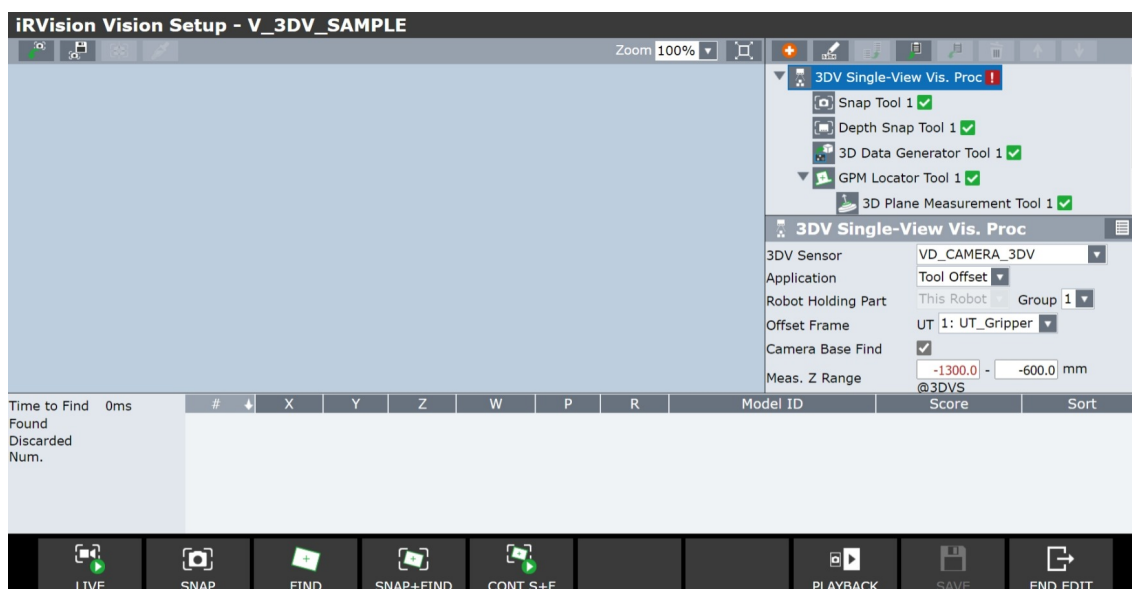 iRVision Vision Setup - V_3DV_SAMPLE
Zoom 100%
3DV Single-View Vis. Proc
Snap Tool 1
Depth Snap Tool 1
3D Data Generator Tool 1
GPM Locator Tool 1
3D Plane Measurement Tool 1
3DV Single-View Vis. Proc
3DV Sensor VD_CAMERA_3DV
Application Tool Offset
Robot Holding Part This Robot Group 1
Offset Frame UT 1: UT_Gripper
Camera Base Find
Meas. Z Range -1300.0 - -600.0 mm
@3DVS
Time to Find 0ms
Found
Discarded
Num.
# X Y Z W P R Model ID Score Sort
LIVE SNAP FIND SNAP+FIND CONT S+F PLAYBACK SAVE END EDIT